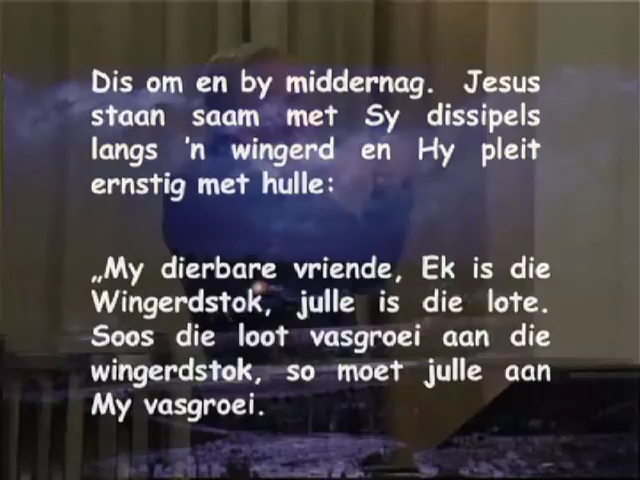 Dis om en by middernag. Jesus
staan saam met Sy dissipels
langs 'n wingerd en Hy pleit
ernstig met hulle:
„My dierbare vriende, Ek is die
Wingerdstok, julle is die lote.
Soos die loot vasgroei aan die
wingerdstok, so moet julle aan
My vasgroei.